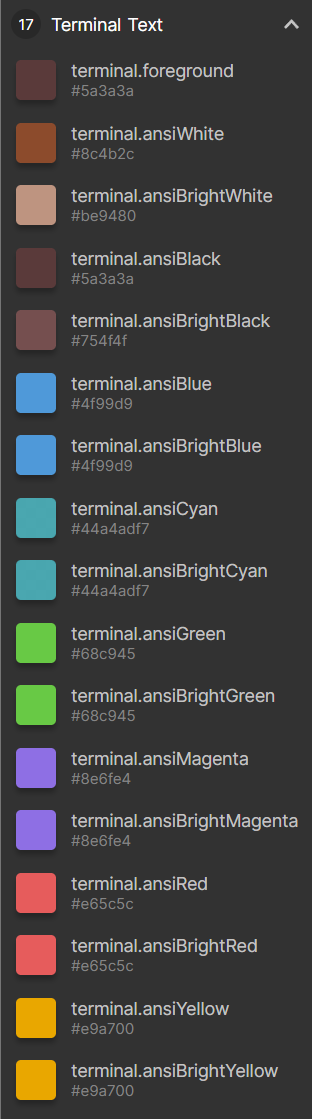 17 Terminal Text
terminal.foreground
#5a3a3a
terminal.ansiWhite
#8c4b2c
terminal.ansiBrightWhite
#be9480
terminal.ansiBlack
#5a3a3a
terminal.ansiBrightBlack
#754f4f
terminal.ansiBlue
#4f99d9
terminal.ansiBrightBlue
#4f99d9
terminal.ansiCyan
#44a4adf7
terminal.ansiBrightCyan
#44a4adf7
terminal.ansiGreen
#68c945
terminal.ansiBrightGreen
#68c945
terminal.ansiMagenta
#8e6fe4
terminal.ansiBrightMagenta
#8e6fe4
terminal.ansiRed
#e65c5c
terminal.ansiBrightRed
#e65c5c
terminal.ansiYellow
#e9a700
terminal.ansiBrightYellow
#e9a700